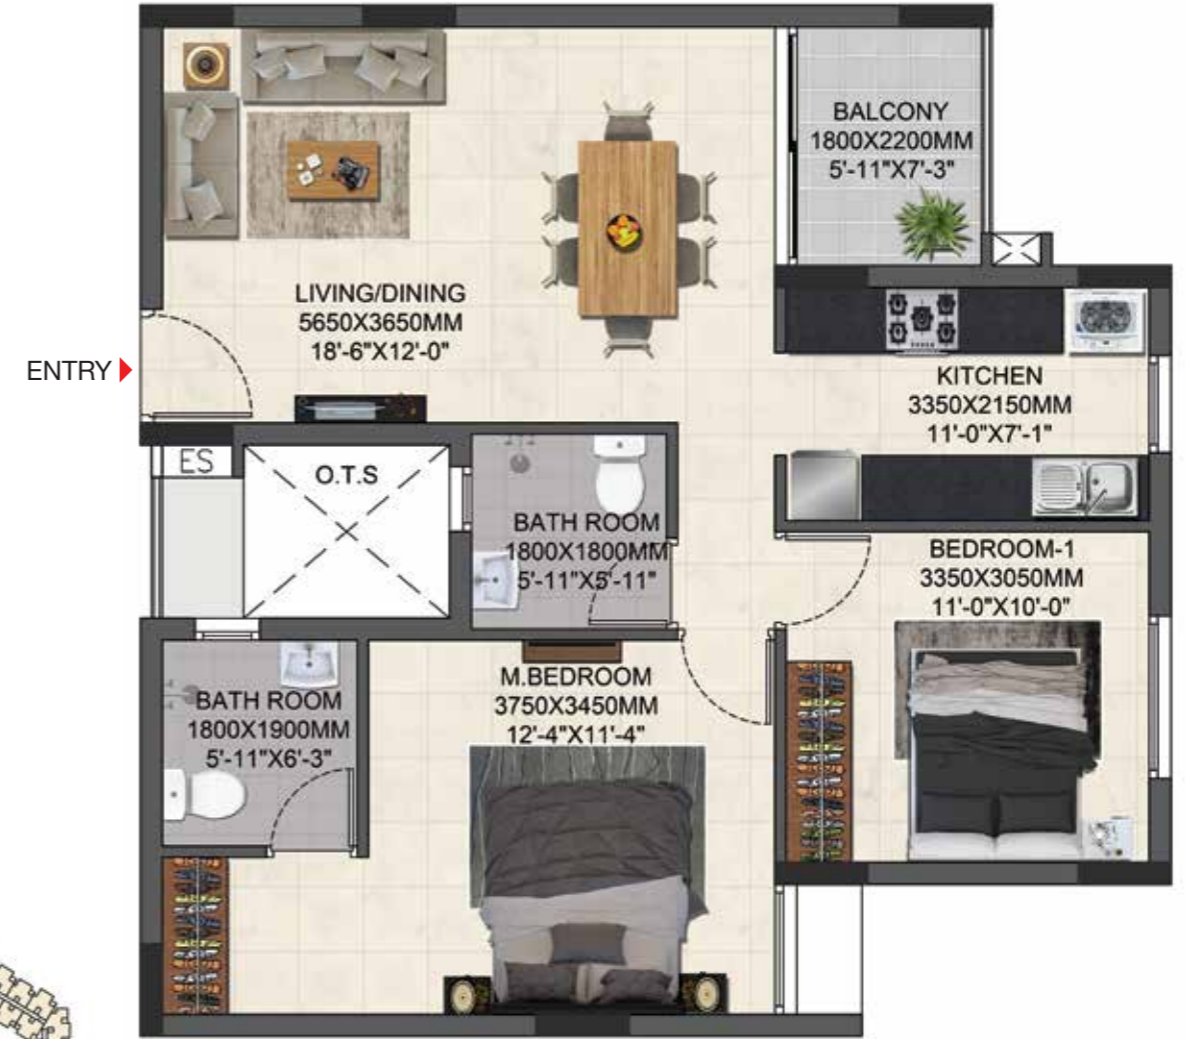 BALCONY
1800X2200MM
5'-11"X7'-3"
LIVING/DINING
5650X3650MM
18'-6"X12'-0"
ENTRY
KITCHEN
3350X2150MM
11'-0"X7'-1"
ES
O.T.S
BATH ROOM
1800X1800MM
5'-11"X5'-11"
BEDROOM-1
3350X3050MM
11'-0"X10'-0"
M.BEDROOM
3750X3450MM
12'-4"X11'-4"
BATH ROOM
1800X1900MM
5'-11"X6'-3"